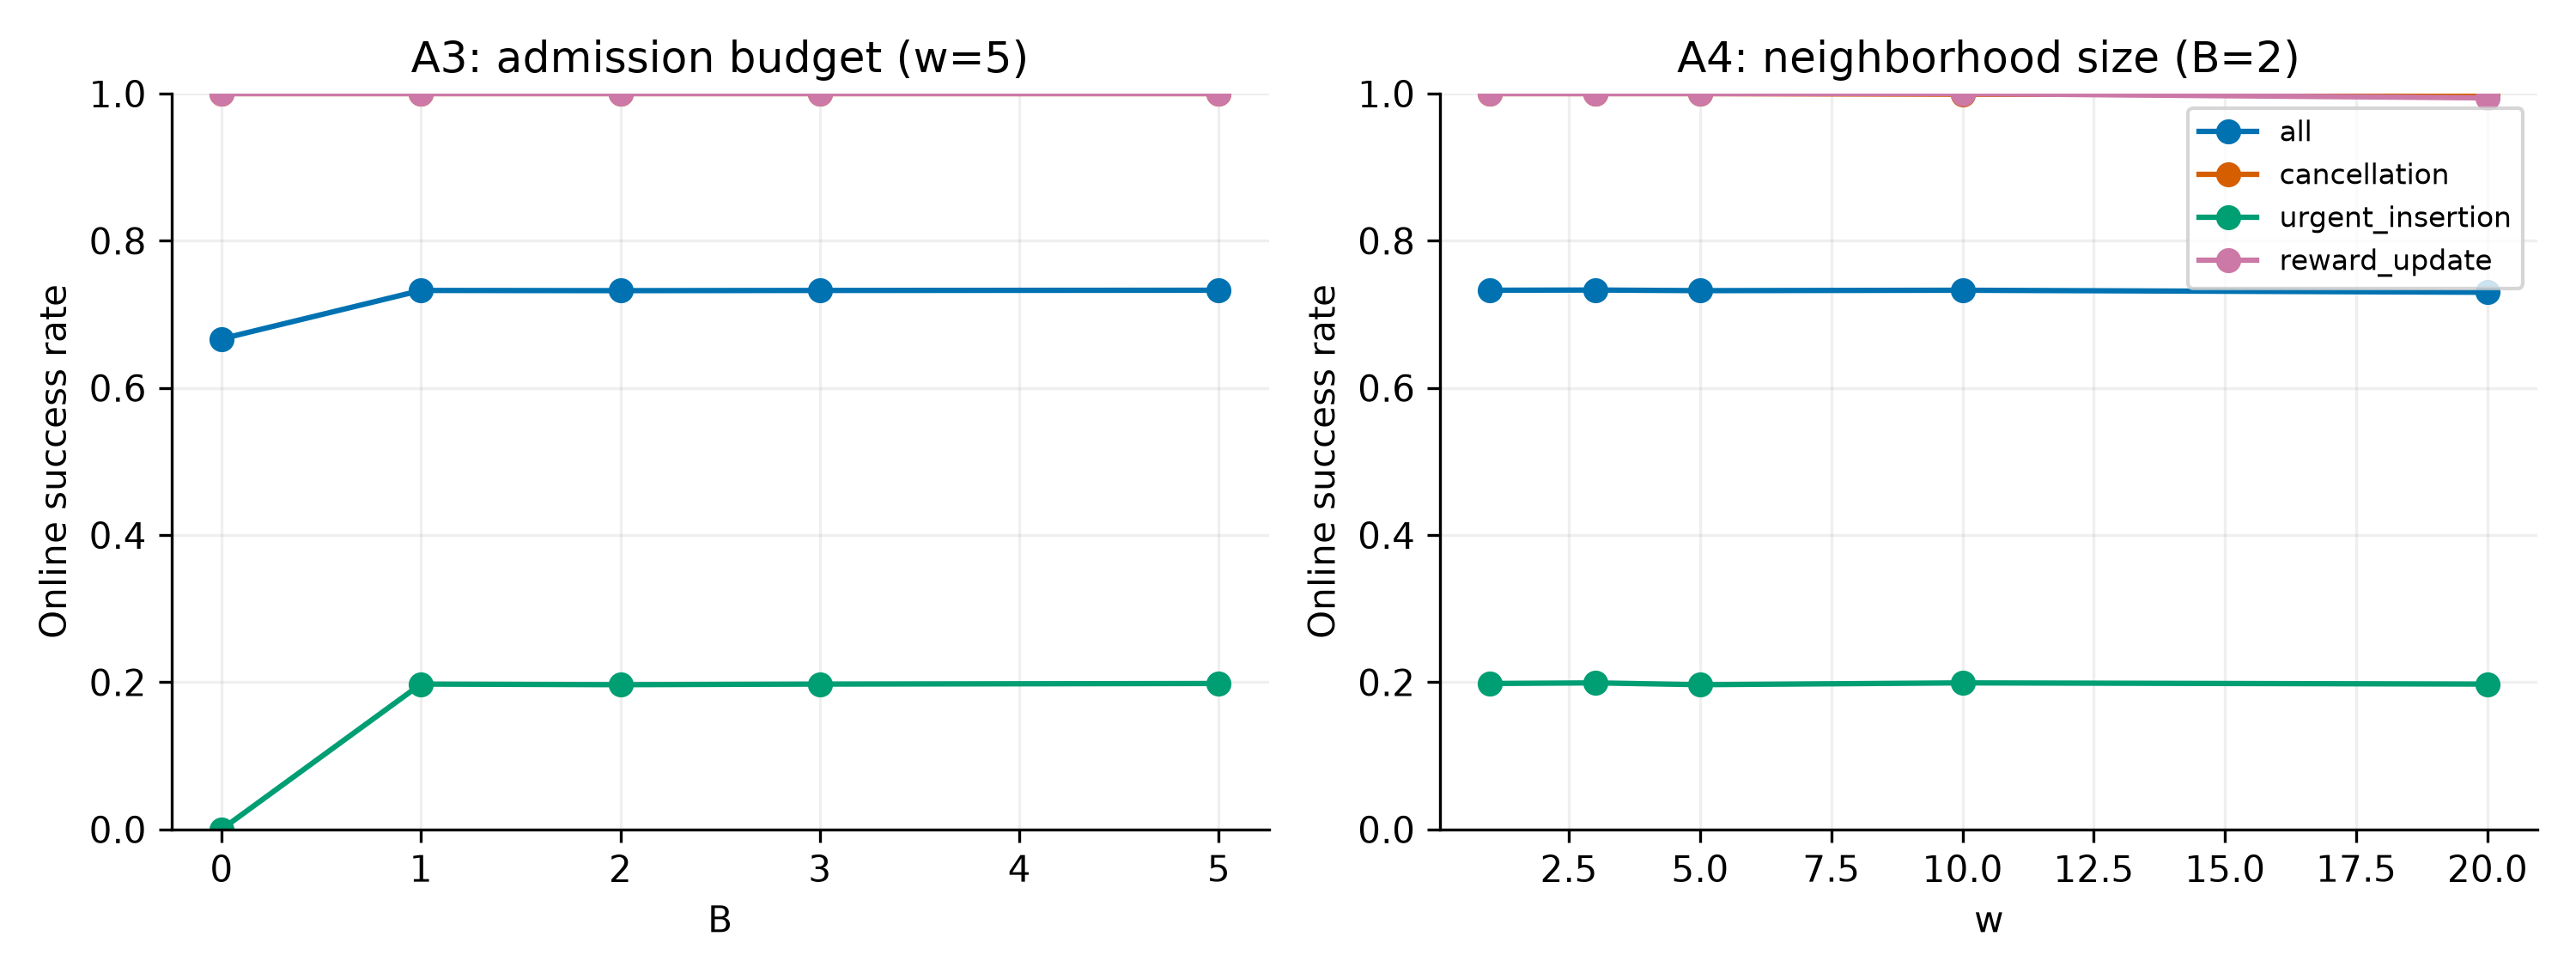 A3: admission budget (w=5)
Online success rate
1.0
0.8
0.6
0.4
0.2
0.0
0 1 2 3 4 5
B
A4: neighborhood size (B=2)
Online success rate
1.0
0.8
0.6
0.4
0.2
0.0
all
cancellation
urgent_insertion
reward_update
2.5 5.0 7.5 10.0 12.5 15.0 17.5 20.0
w